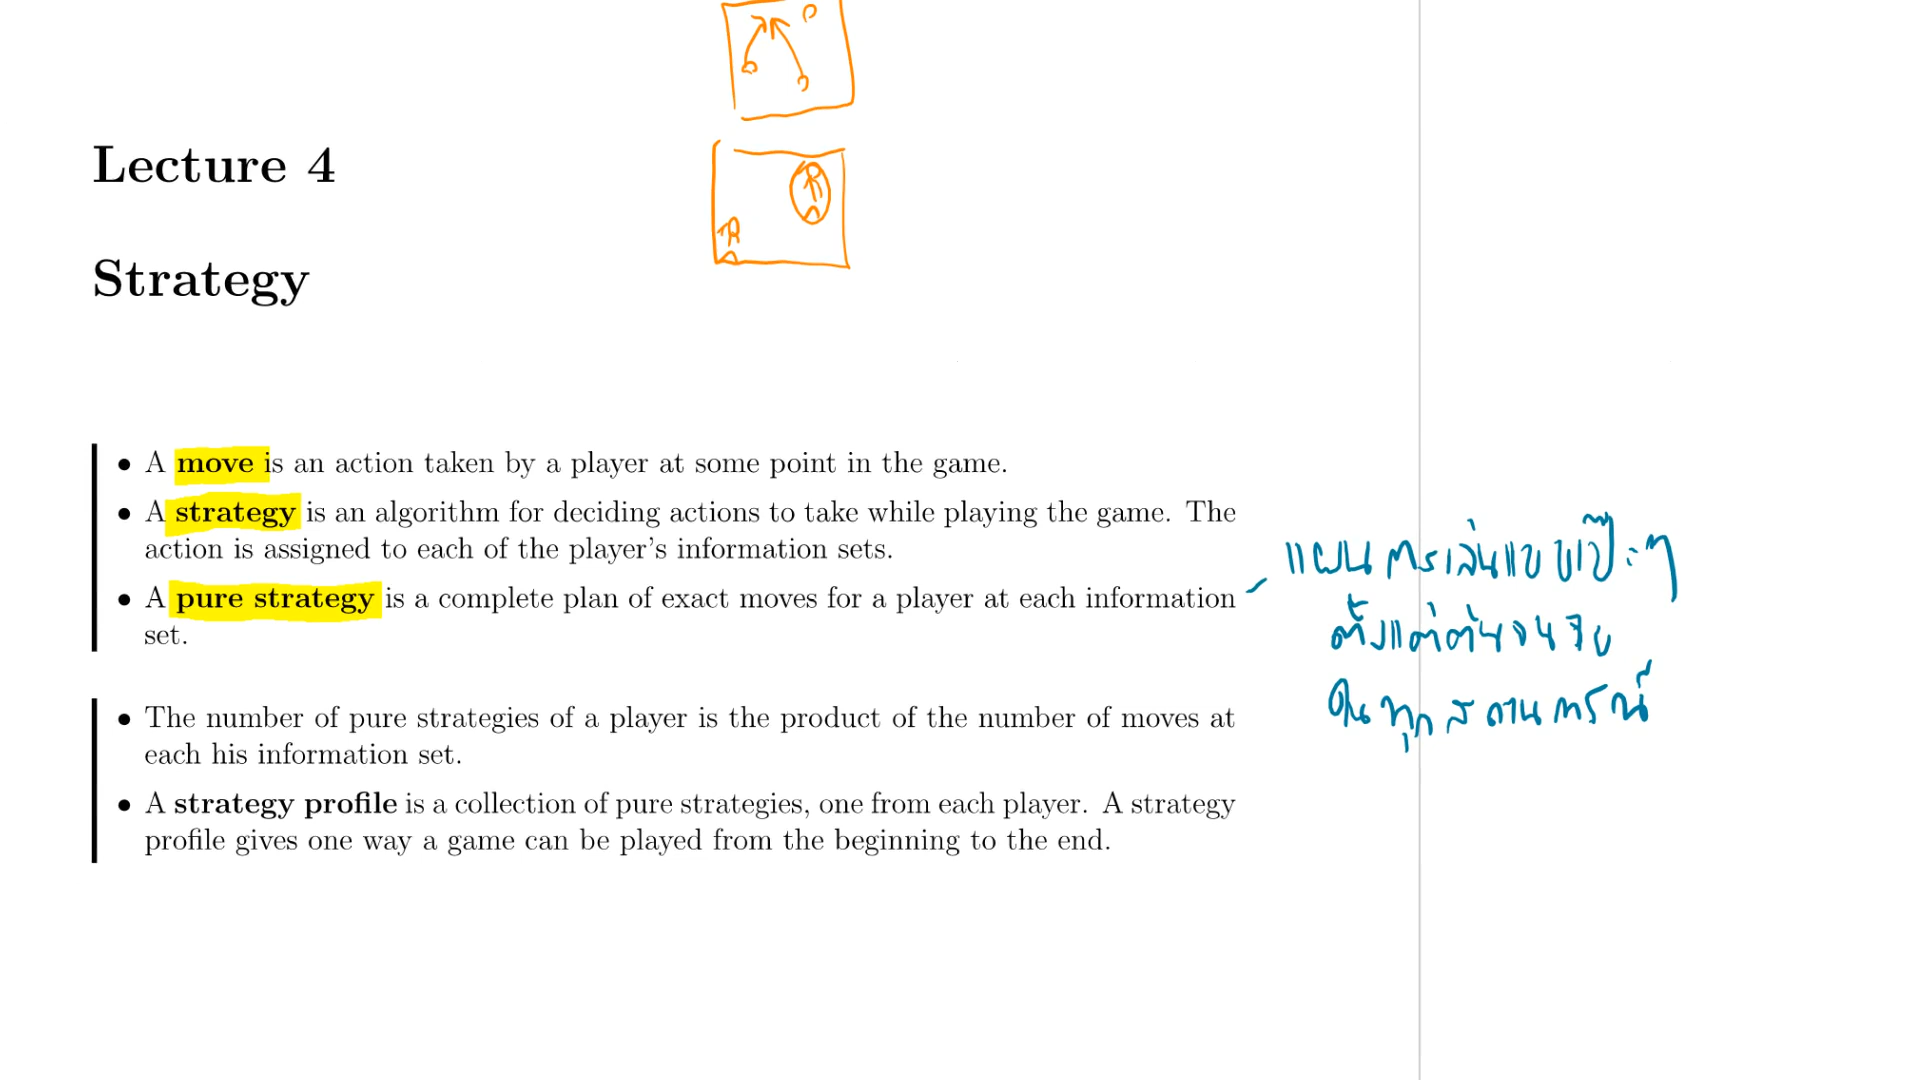 Lecture 4
Strategy
• A move is an action taken by a player at some point in the game.
• A strategy is an algorithm for deciding actions to take while playing the game. The
action is assigned to each of the player's information sets.
• A pure strategy is a complete plan of exact moves for a player at each information
set.
แผนการเล่นแบบเป๊ะๆ
ตั้งแต่ต้นจนจบ
ในทุกสถานการณ์
• The number of pure strategies of a player is the product of the number of moves at
each his information set.
• A strategy profile is a collection of pure strategies, one from each player. A strategy
profile gives one way a game can be played from the beginning to the end.